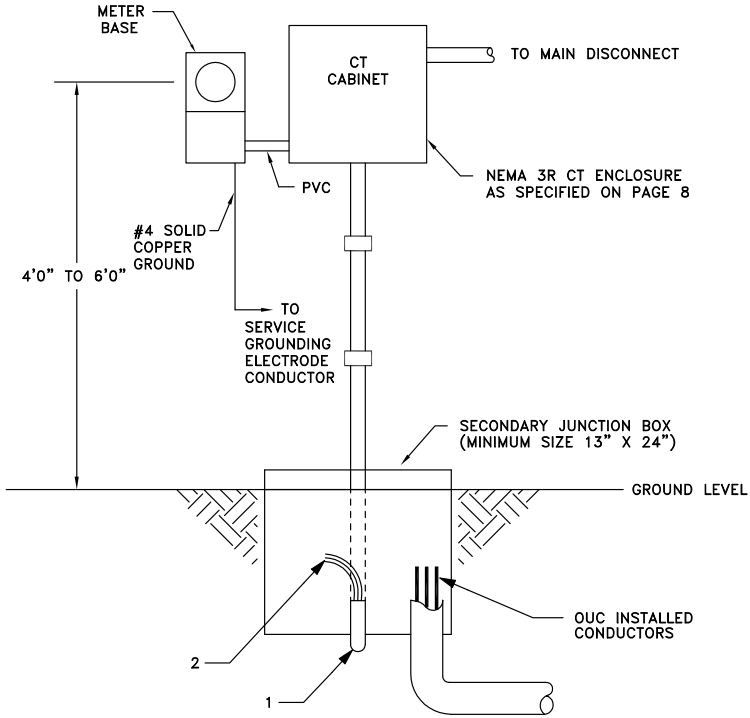 METER
BASE
CT
CABINET
TO MAIN DISCONNECT
NEMA 3R CT ENCLOSURE
AS SPECIFIED ON PAGE 8
PVC
#4 SOLID
COPPER
GROUND
4'0" TO 6'0"
TO
SERVICE
GROUNDING
ELECTRODE
CONDUCTOR
SECONDARY JUNCTION BOX
(MINIMUM SIZE 13" X 24")
GROUND LEVEL
OUC INSTALLED
CONDUCTORS
2
1